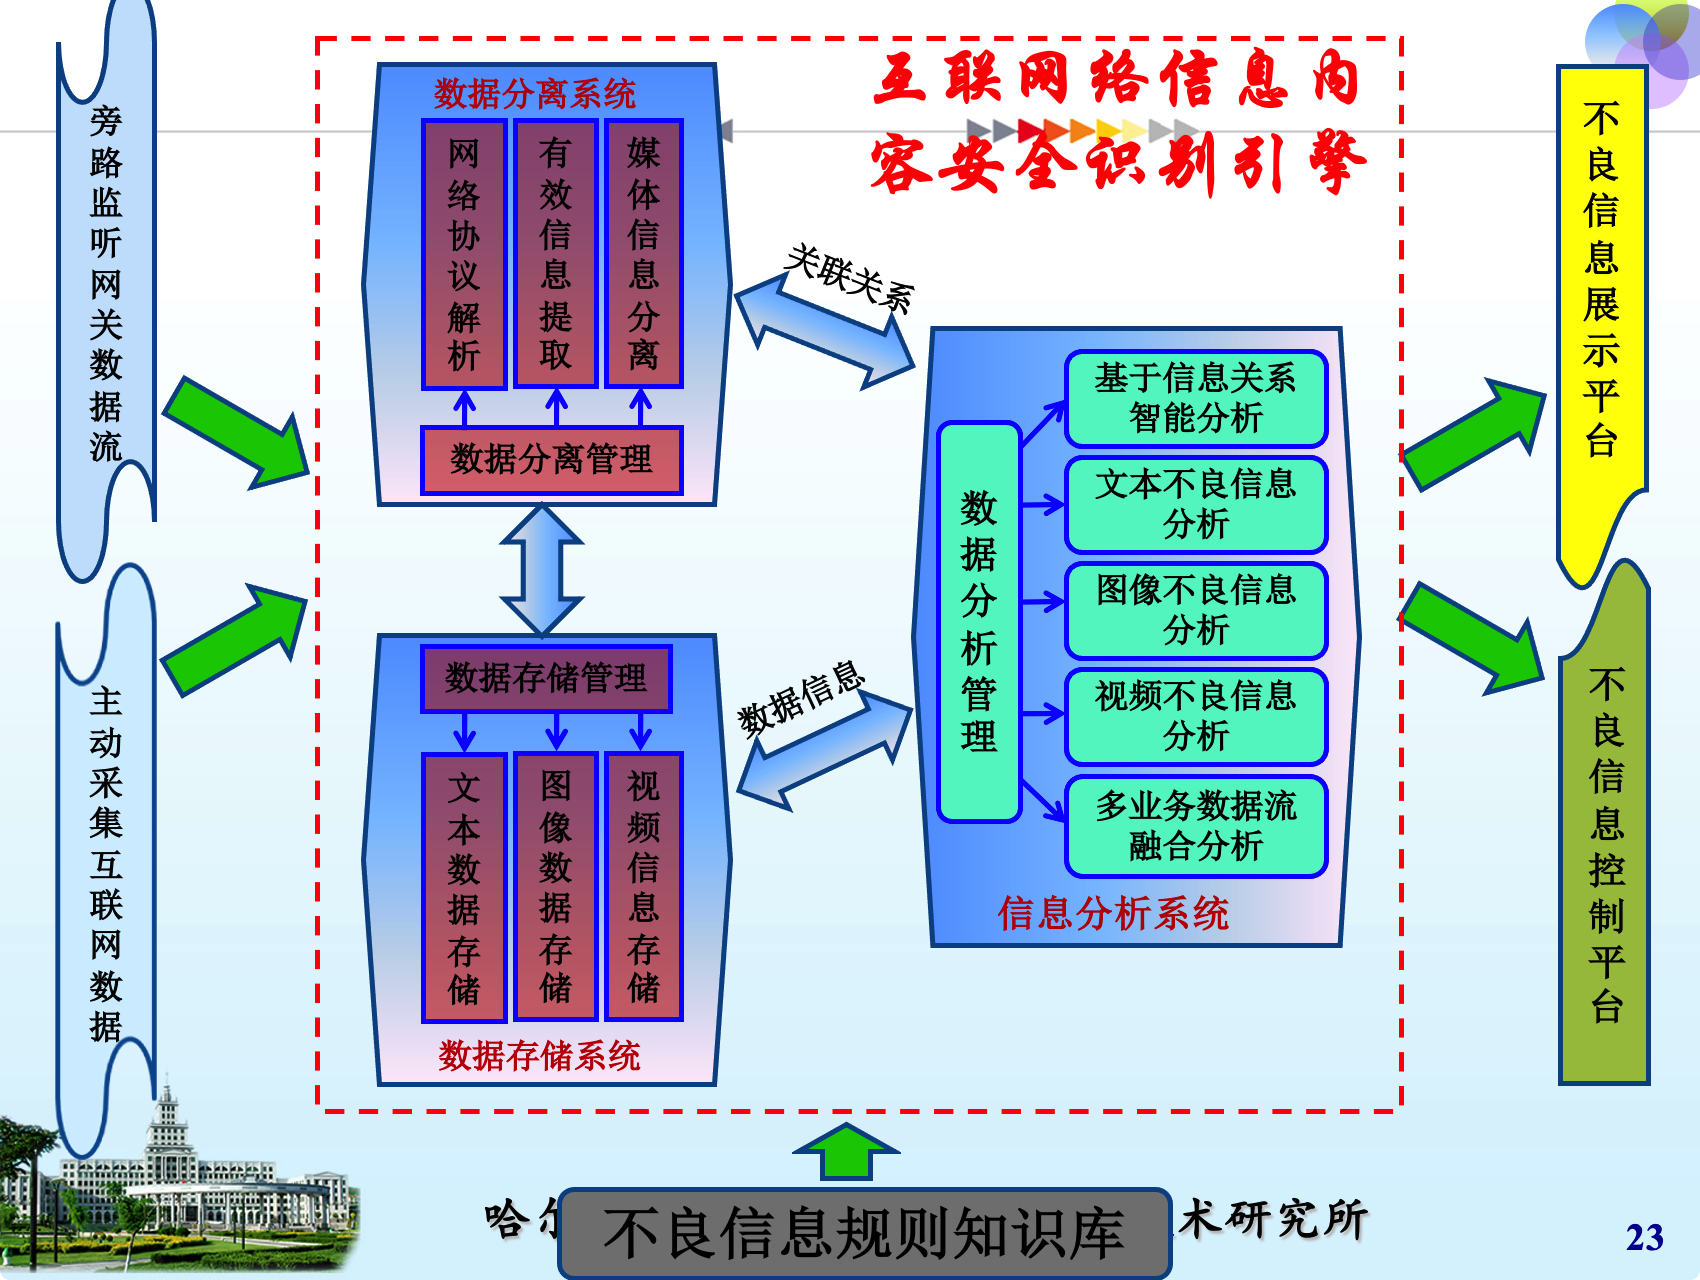 互联网络信息内
容安全识别引擎
旁路监听网关数据流
主动采集互联网数据
数据分离系统
网络协议解析
有效信息提取
媒体信息分离
数据分离管理
关联关系
数据存储管理
文本数据存储
图像数据存储
视频信息存储
数据存储系统
数据信息
数据分析管理
基于信息关系
智能分析
文本不良信息
分析
图像不良信息
分析
视频不良信息
分析
多业务数据流
融合分析
信息分析系统
不良信息展示平台
不良信息控制平台
不良信息规则知识库
哈尔
术研究所
23